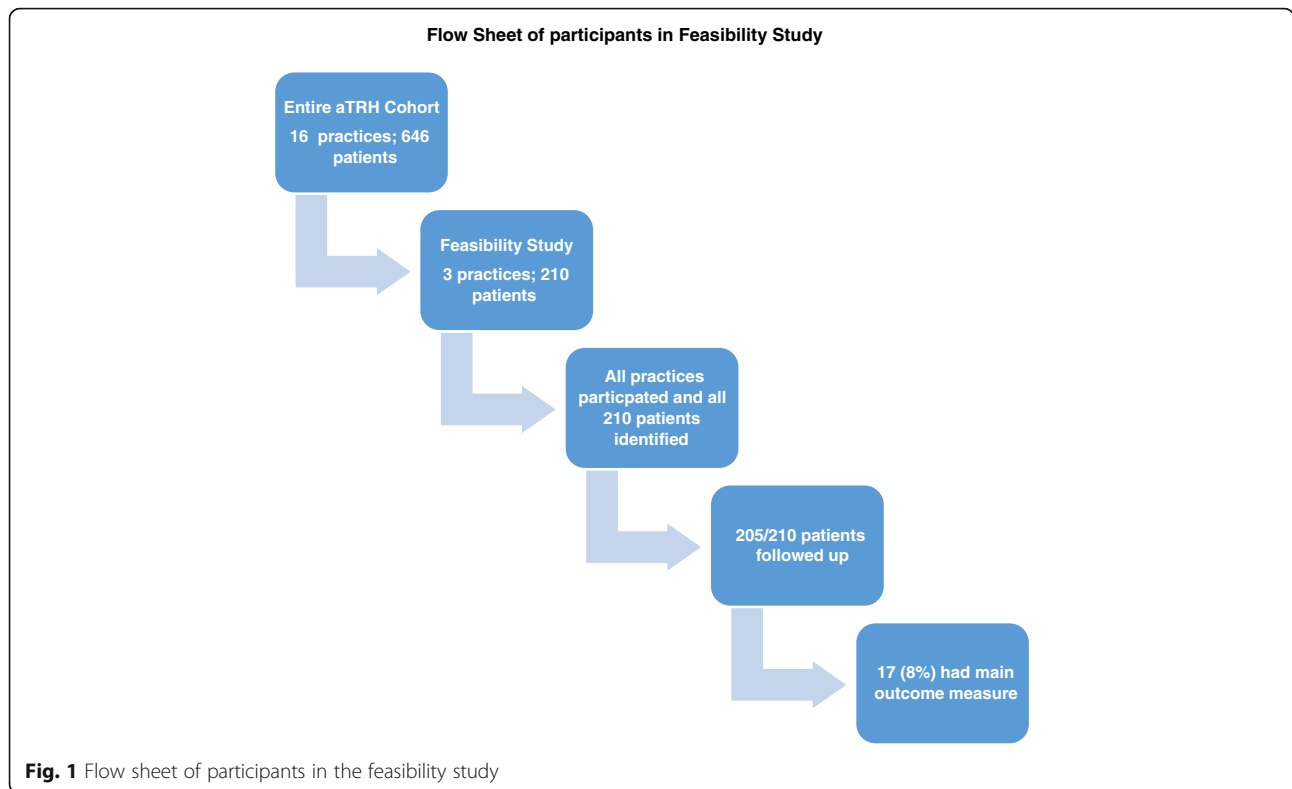 Flow Sheet of participants in Feasibility Study
Entire aTRH Cohort
16 practices; 646
patients
Feasibility Study
3 practices; 210
patients
All practices
particpated and all
210 patients
identified
205/210 patients
followed up
17 (8%) had main
outcome measure
Fig. 1 Flow sheet of participants in the feasibility study